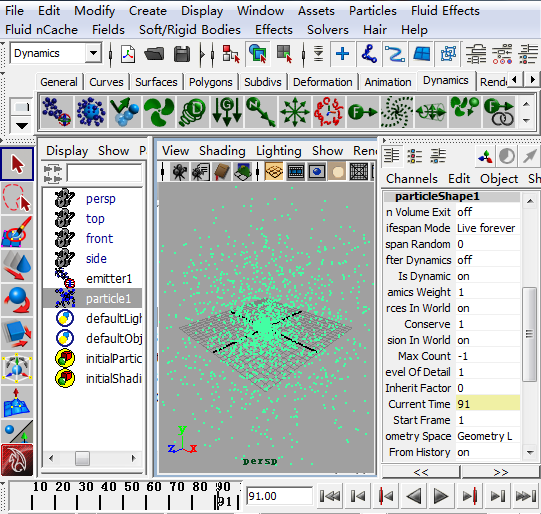 File Edit Modify Create Display Window Assets Particles Fluid Effects
Fluid nCache Fields Soft/Rigid Bodies Effects Solvers Hair Help
Dynamics
General Curves Surfaces Polygons Subdivs Deformation Animation Dynamics Rende
Display Show P
View Shading Lighting Show Ren
Channels Edit Object Sh
persp
top
front
side
emitter1
particle1
defaultLigh
defaultObj
initialPartic
initialShadi
Y
Z X
persp
particleShape1
n Volume Exit off
ifespan Mode Live forever
span Random 0
fter Dynamics off
Is Dynamic on
amics Weight 1
rces In World on
Conserve 1
sion In World on
Max Count -1
evel Of Detail 1
Inherit Factor 0
Current Time 91
Start Frame 1
ometry Space Geometry L
From History on
<< >>
10 20 30 40 50 60 70 80 90
91
91.00